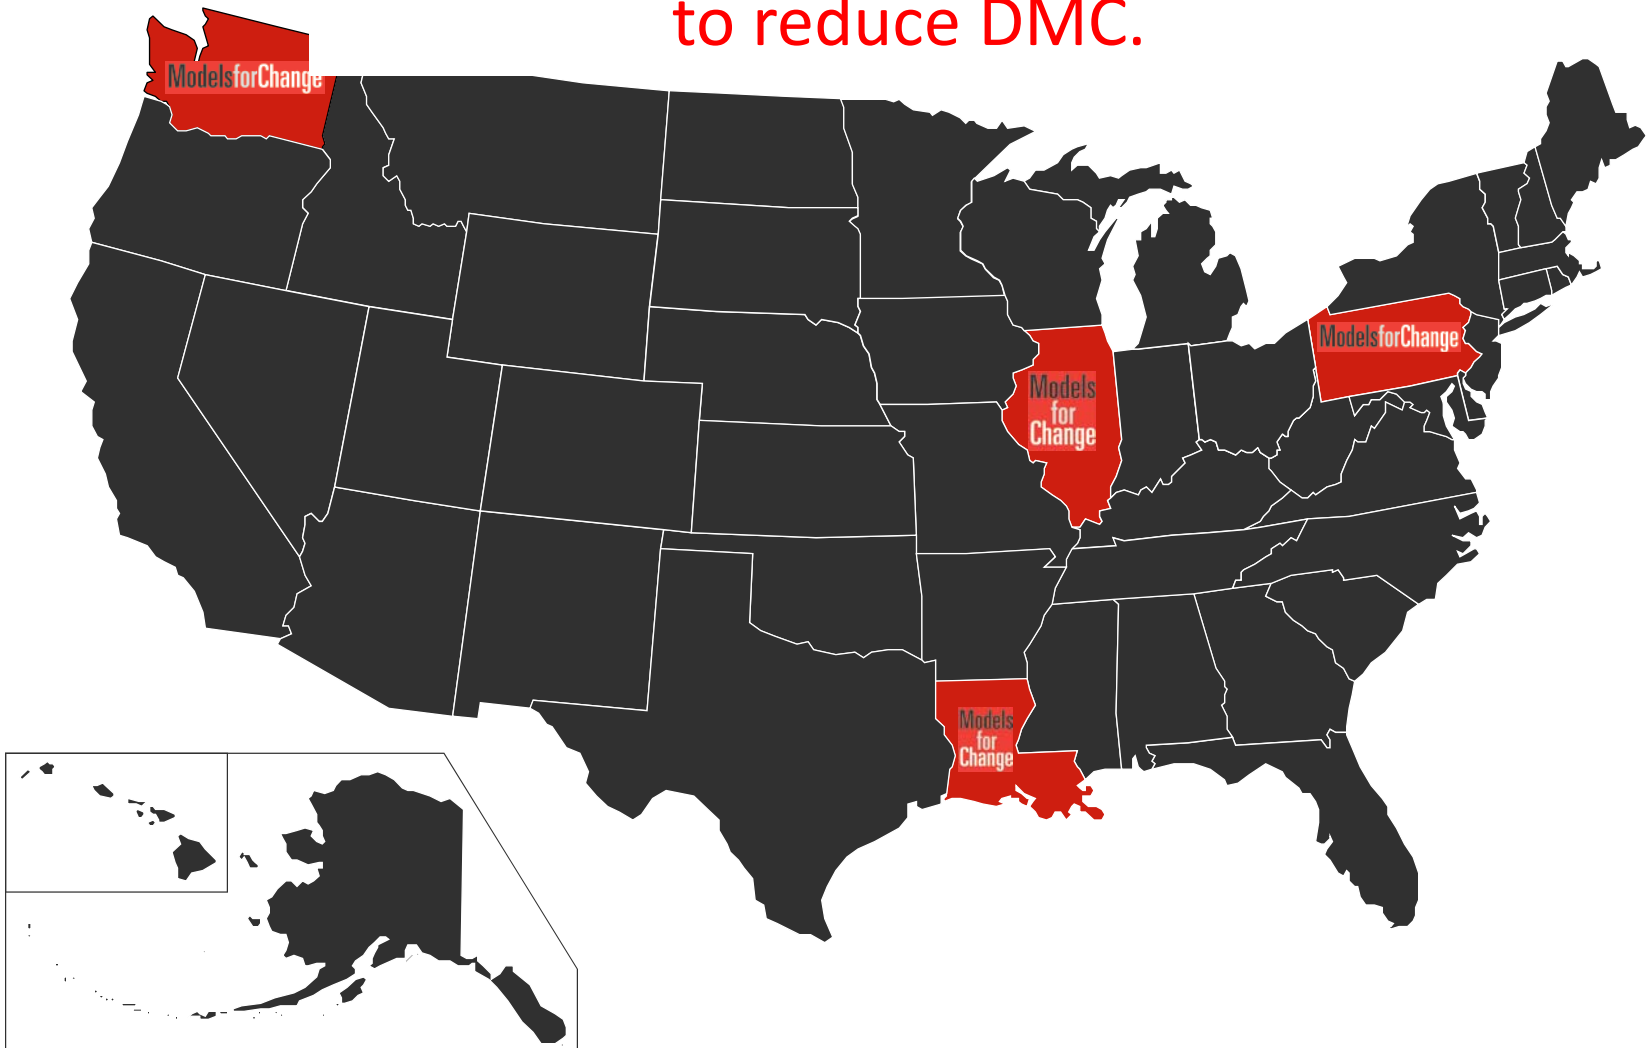 to reduce DMC.
ModelsforChange
ModelsforChange
Models
for
Change
Models
for
Change